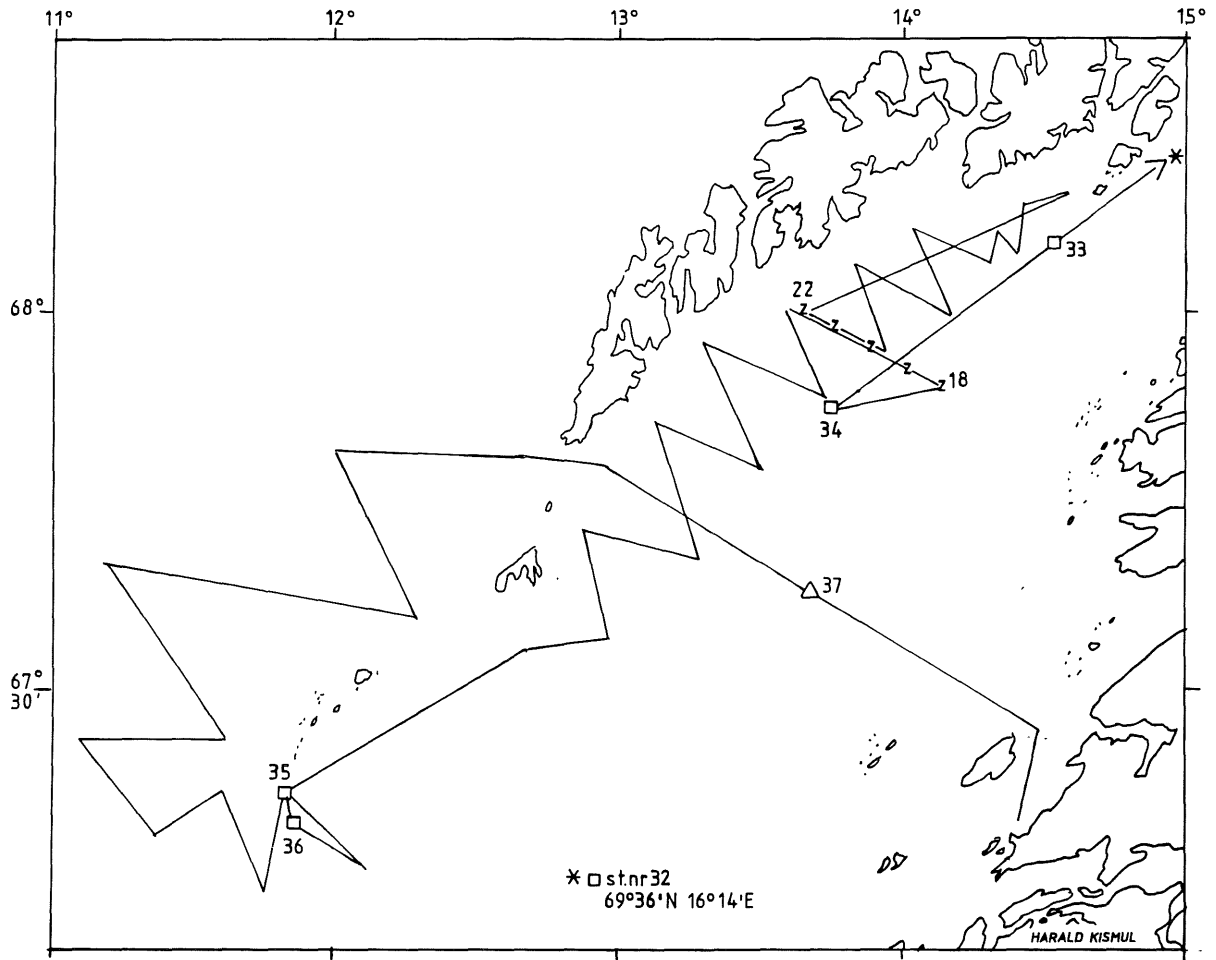 11° 12° 13° 14° 15°
33
22
68°
z
z
z
z
z 18
34
37
67°
30'
35
36
* □ st.nr 32
69°36'N 16°14'E
HARALD KISMUL